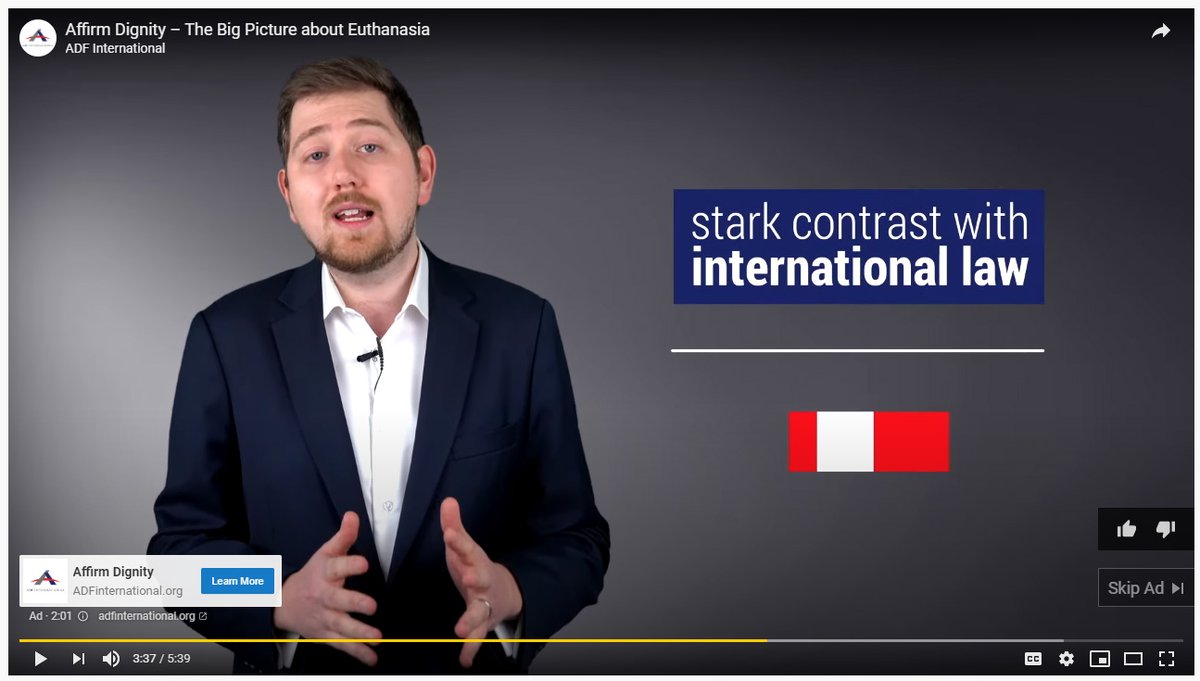 Affirm Dignity – The Big Picture about Euthanasia
ADF International
stark contrast with
international law
Affirm Dignity
ADFinternational.org
Learn More
Ad · 2:01
adfinternational.org
Skip Ad
3:37 / 5:39
CC